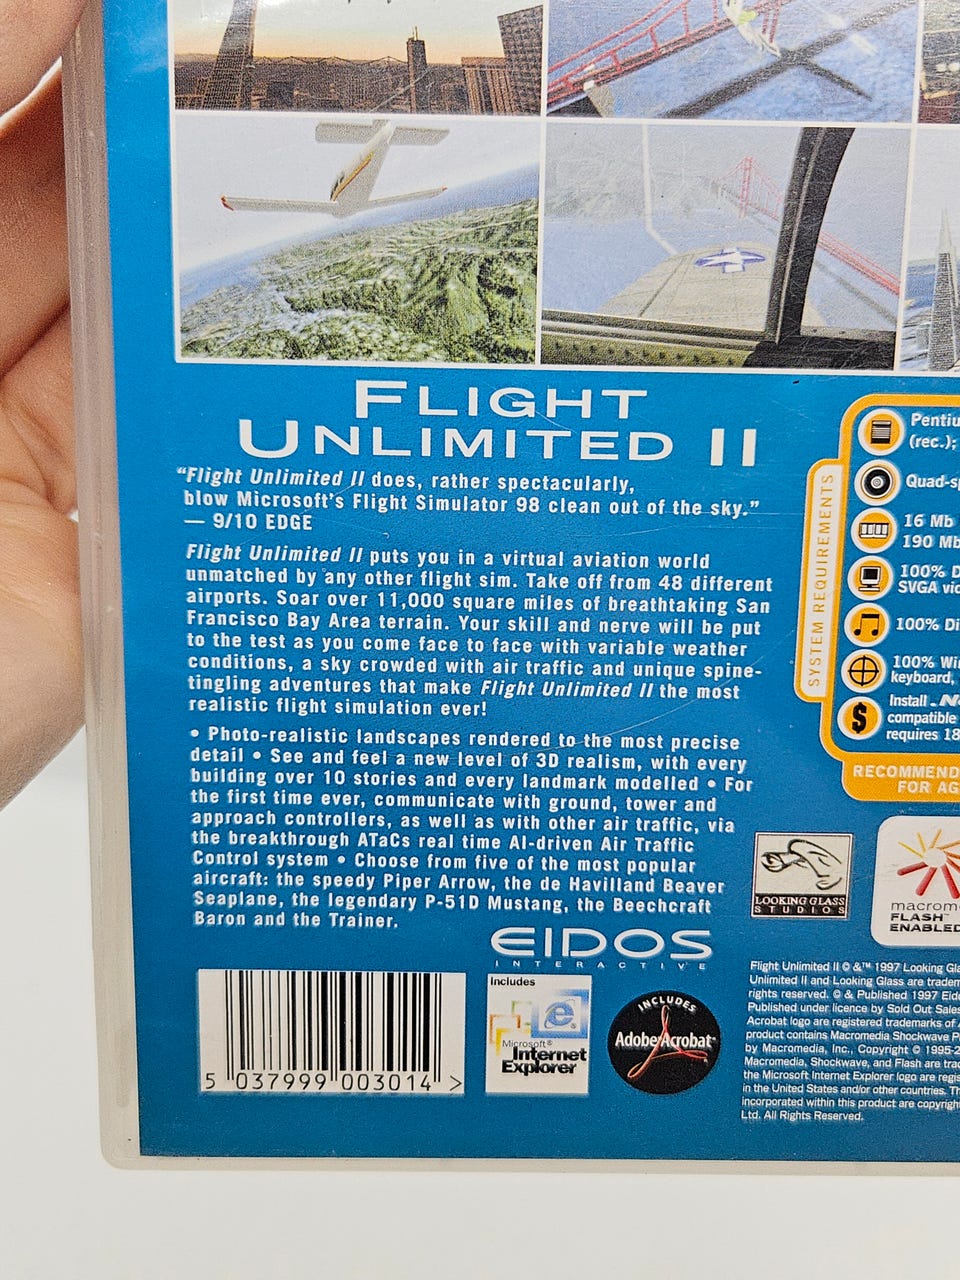 FLIGHT
UNLIMITED II
"Flight Unlimited II does, rather spectacularly,
blow Microsoft's Flight Simulator 98 clean out of the sky."
— 9/10 EDGE
Flight Unlimited II puts you in a virtual aviation world
unmatched by any other flight sim. Take off from 48 different
airports. Soar over 11,000 square miles of breathtaking San
Francisco Bay Area terrain. Your skill and nerve will be put
to the test as you come face to face with variable weather
conditions, a sky crowded with air traffic and unique spine-
tingling adventures that make Flight Unlimited II the most
realistic flight simulation ever!
• Photo-realistic landscapes rendered to the most precise
detail • See and feel a new level of 3D realism, with every
building over 10 stories and every landmark modelled • For
the first time ever, communicate with ground, tower and
approach controllers, as well as with other air traffic, via
the breakthrough ATaCs real time AI-driven Air Traffic
Control system • Choose from five of the most popular
aircraft: the speedy Piper Arrow, the de Havilland Beaver
Seaplane, the legendary P-51D Mustang, the Beechcraft
Baron and the Trainer.
SYSTEM REQUIREMENTS
(rec.);
16 Mb
190 Mb
100%
SVGA
100%
100%
keyboard,
$
Install
compatible
requires 18
FOR
LOOKING GLASS
STUDIOS
FLASH™
ENABLED
EIDOS
INTERACTIVE
5 037999 003014 >
Includes
Microsoft®
Internet
Explorer
INCLUDES
Adobe Acrobat
Flight Unlimited II © &™ 1997 Looking
Unlimited II and Looking Glass are
rights reserved. © & Published 1997
Published under licence by Sold Out
Acrobat logo are registered trademarks of
product contains Macromedia Shockwave
by Macromedia, Inc., Copyright © 1995-
Macromedia, Shockwave, and Flash are
the Microsoft Internet Explorer logo are
in the United States and/or other countries.
incorporated within this product are
Ltd. All Rights Reserved.